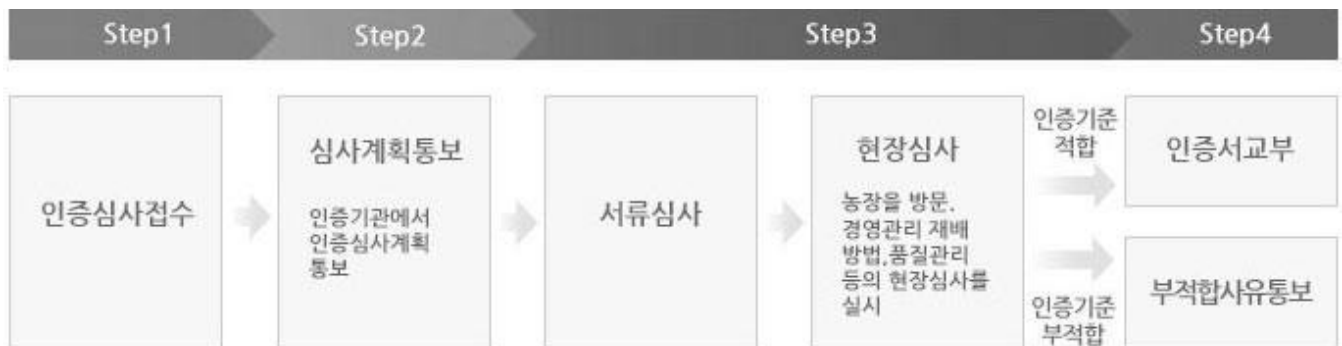 Step1
Step2
Step3
Step4
인증심사접수
심사계획통보
인증기관에서
인증심사계획
통보
서류심사
현장심사
농장을 방문,
경영관리 재배
방법,품질관리
등의 현장심사를
실시
인증기준
적합
인증서교부
인증기준
부적합
부적합사유통보